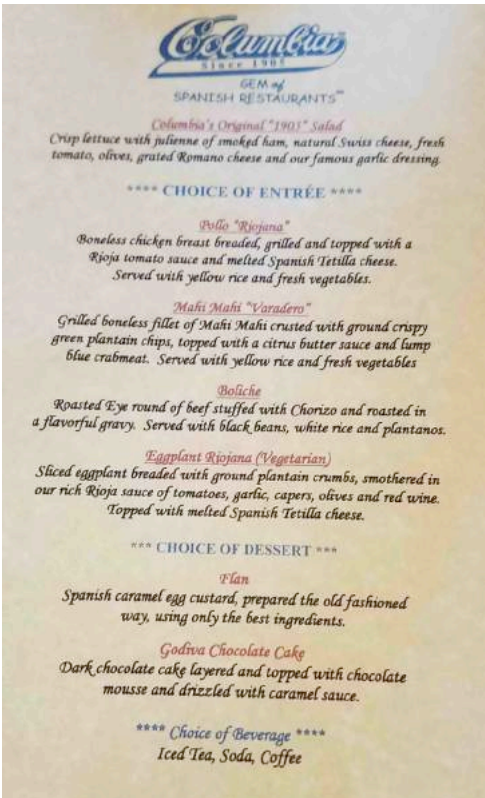 Columbia
Since 1905
GEM of
SPANISH RESTAURANTS℠
Columbia's Original "1905" Salad
Crisp lettuce with julienne of smoked ham, natural Swiss cheese, fresh
tomato, olives, grated Romano cheese and our famous garlic dressing.
**** CHOICE OF ENTRÉE ****
Pollo "Riojana"
Boneless chicken breast breaded, grilled and topped with a
Rioja tomato sauce and melted Spanish Tetilla cheese.
Served with yellow rice and fresh vegetables.
Mahi Mahi "Varadero"
Grilled boneless fillet of Mahi Mahi crusted with ground crispy
green plantain chips, topped with a citrus butter sauce and lump
blue crabmeat. Served with yellow rice and fresh vegetables
Boliche
Roasted Eye round of beef stuffed with Chorizo and roasted in
a flavorful gravy. Served with black beans, white rice and plantanos.
Eggplant Riojana (Vegetarian)
Sliced eggplant breaded with ground plantain crumbs, smothered in
our rich Rioja sauce of tomatoes, garlic, capers, olives and red wine.
Topped with melted Spanish Tetilla cheese.
*** CHOICE OF DESSERT ***
Flan
Spanish caramel egg custard, prepared the old fashioned
way, using only the best ingredients.
Godiva Chocolate Cake
Dark chocolate cake layered and topped with chocolate
mousse and drizzled with caramel sauce.
**** Choice of Beverage ****
Iced Tea, Soda, Coffee